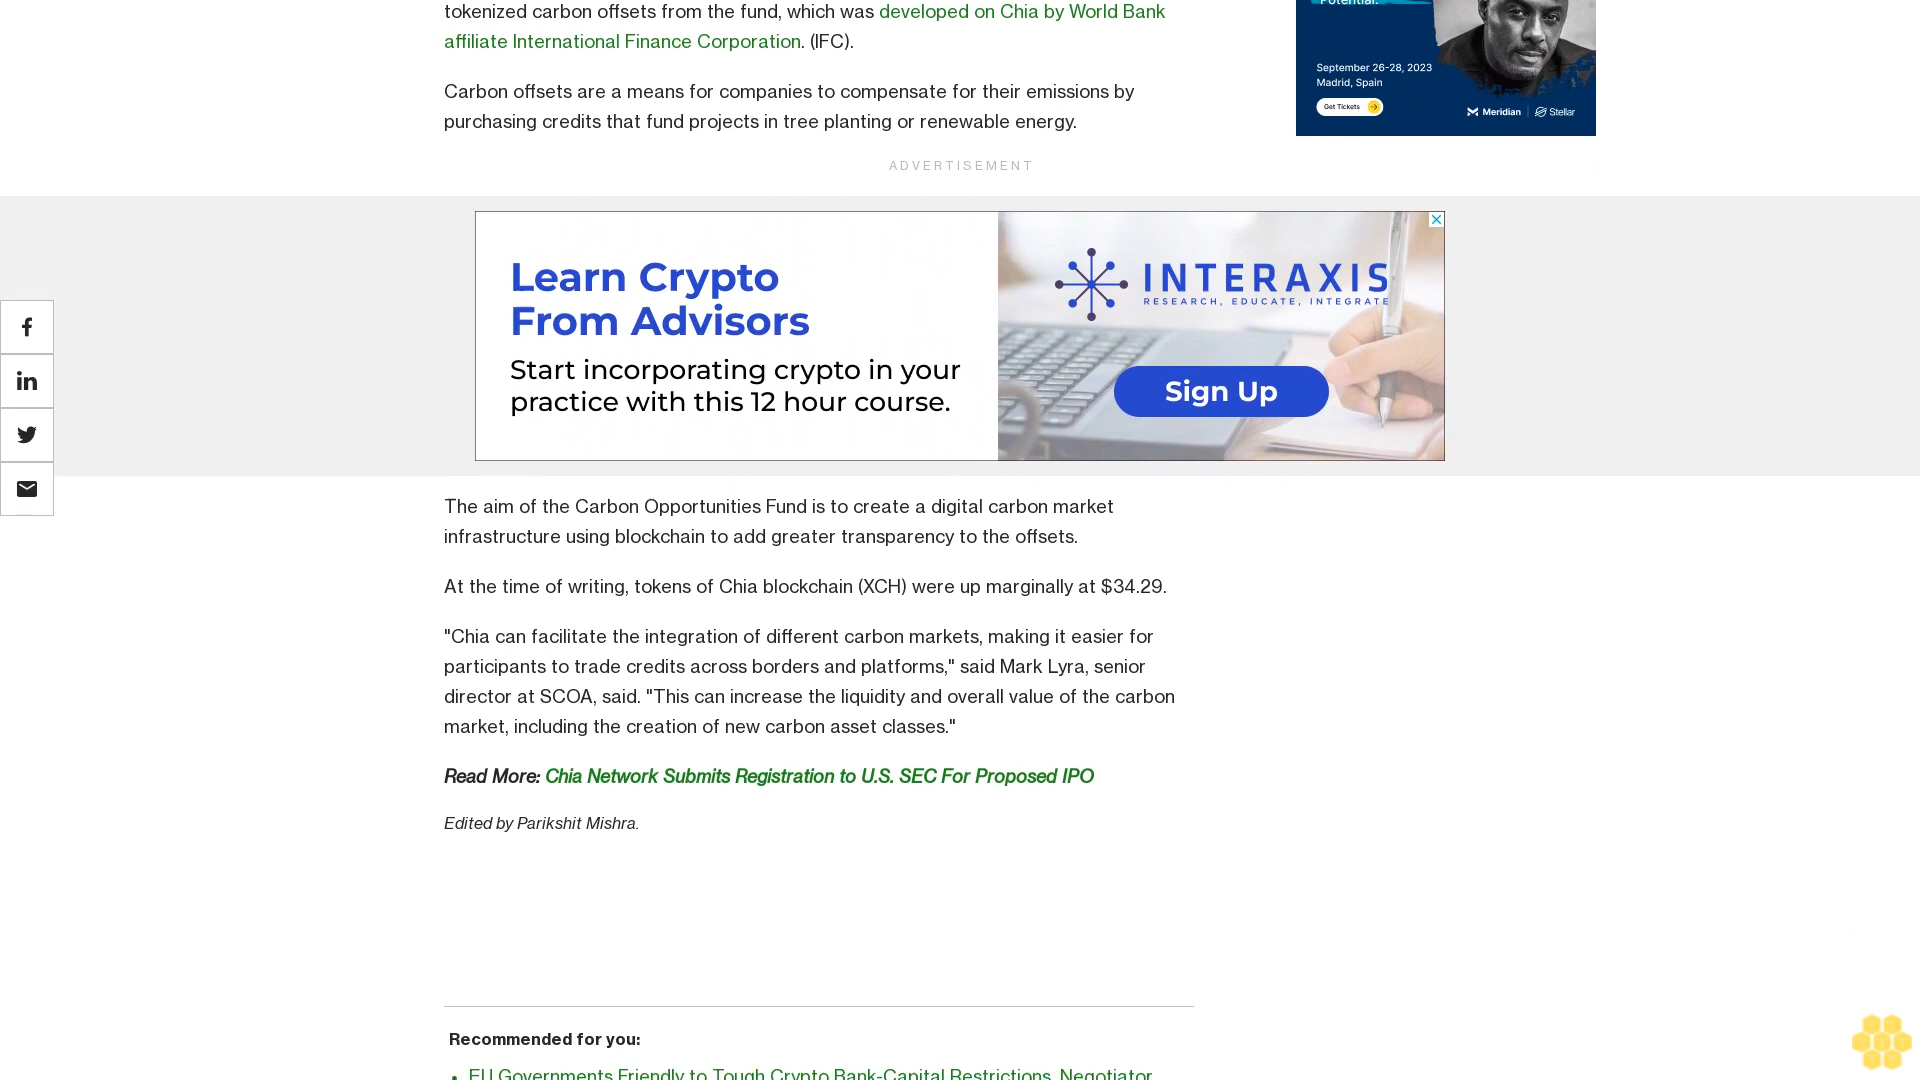 tokenized carbon offsets from the fund, which was developed on Chia by World Bank
affiliate International Finance Corporation. (IFC).
Carbon offsets are a means for companies to compensate for their emissions by
purchasing credits that fund projects in tree planting or renewable energy.
Potential.
September 26-28, 2023
Madrid, Spain
Get Tickets
Meridian
Stellar
ADVERTISEMENT
Learn Crypto
From Advisors
Start incorporating crypto in your
practice with this 12 hour course.
INTERAXIS
RESEARCH, EDUCATE, INTEGRATE
Sign Up
The aim of the Carbon Opportunities Fund is to create a digital carbon market
infrastructure using blockchain to add greater transparency to the offsets.
At the time of writing, tokens of Chia blockchain (XCH) were up marginally at $34.29.
"Chia can facilitate the integration of different carbon markets, making it easier for
participants to trade credits across borders and platforms," said Mark Lyra, senior
director at SCOA, said. "This can increase the liquidity and overall value of the carbon
market, including the creation of new carbon asset classes."
Read More: Chia Network Submits Registration to U.S. SEC For Proposed IPO
Edited by Parikshit Mishra.
Recommended for you:
• EU Governments Friendly to Tough Crypto Bank-Capital Restrictions, Negotiator